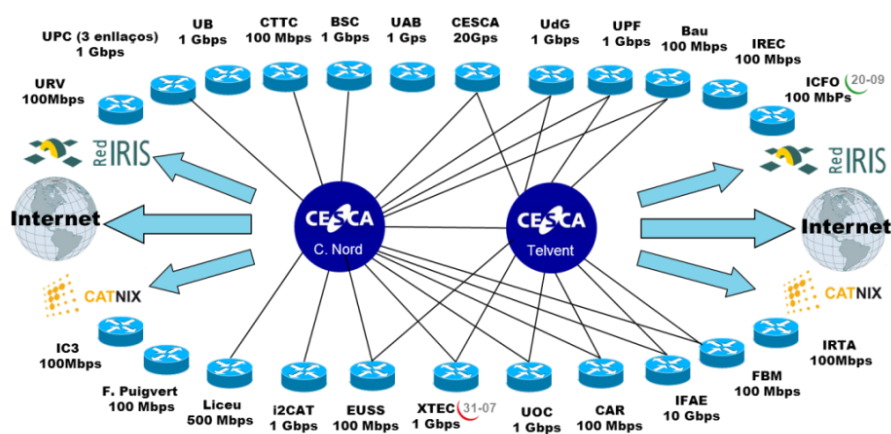 UPC (3 enllaços)
1 Gbps
UB
1 Gbps
CTTC
100 Mbps
BSC
1 Gbps
UAB
1 Gps
CESCA
20Gps
UdG
1 Gbps
UPF
1 Gbps
Bau
100 Mbps
IREC
100 Mbps
ICFO
100 MbPs
20-09
URV
100Mbps
Red IRIS
Internet
CATNIX
CESCA
C. Nord
CESCA
Telvent
Red IRIS
Internet
CATNIX
IC3
100Mbps
F. Puigvert
100 Mbps
Liceu
500 Mbps
i2CAT
1 Gbps
EUSS
100 Mbps
XTEC
1 Gbps
31-07
UOC
1 Gbps
CAR
100 Mbps
IFAE
10 Gbps
FBM
100 Mbps
IRTA
100Mbps